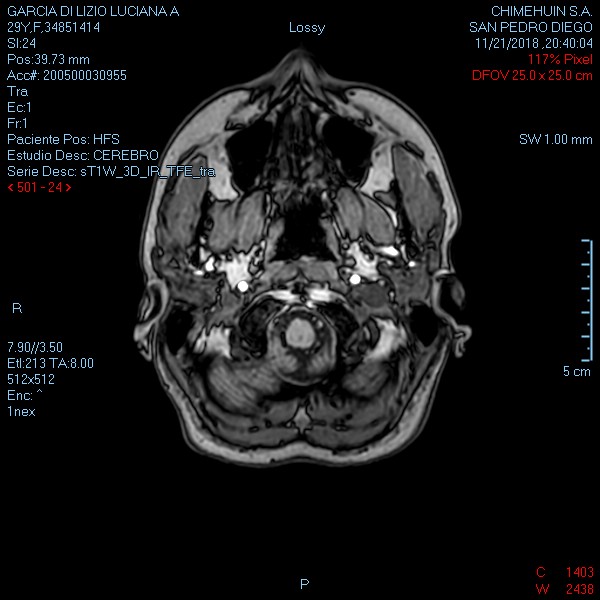 GARCIA DI LIZIO LUCIANA A
29Y,F,34851414
Sl:24
Pos:39.73 mm
Acc#: 200500030955
Tra
Ec:1
Fr:1
Paciente Pos: HFS
Estudio Desc: CEREBRO
Serie Desc: sT1W_3D_IR_TFE_tra
< 501 - 24 >
Lossy
CHIMEHUIN S.A.
SAN PEDRO DIEGO
11/21/2018 ,20:40:04
117% Pixel
DFOV 25.0 x 25.0 cm
SW 1.00 mm
R
5 cm
7.90//3.50
Etl:213 TA:8.00
512x512
Enc: ^
1nex
P
C 1403
W 2438